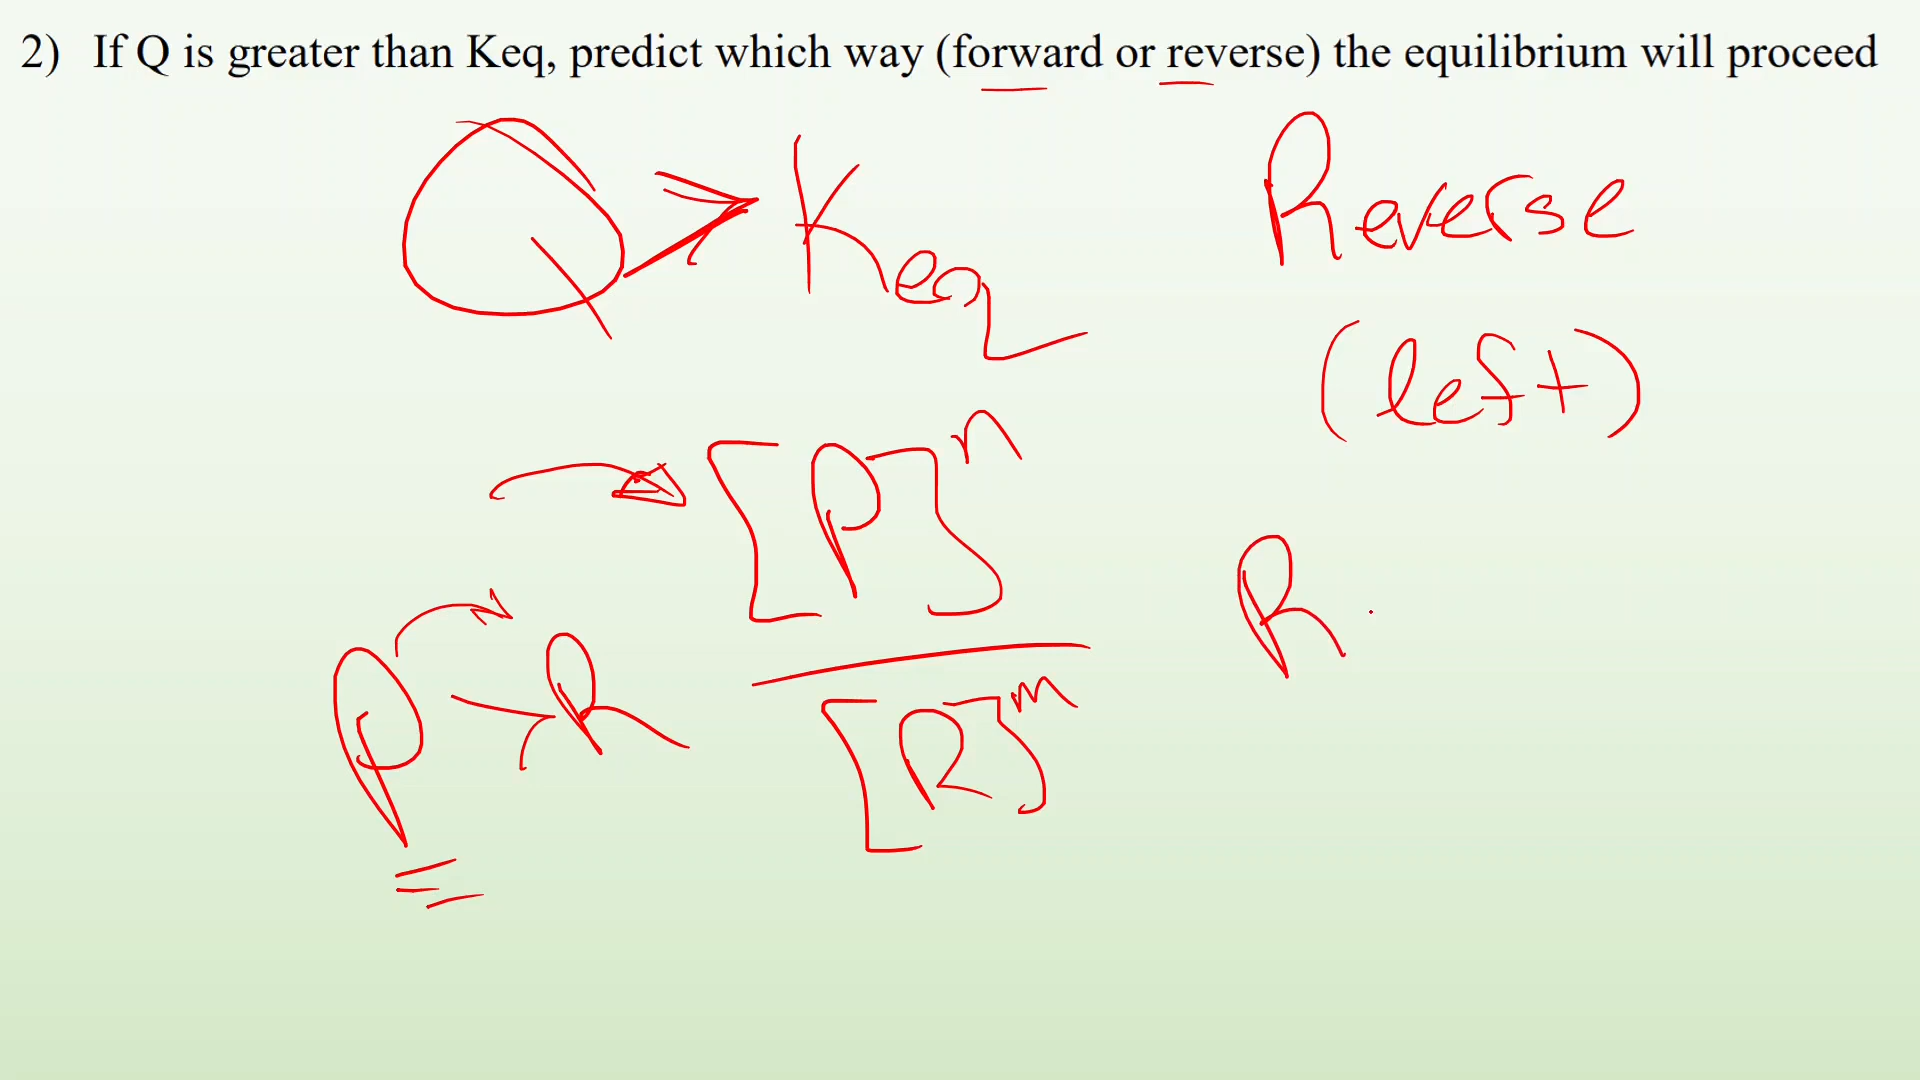 2) If Q is greater than Keq, predict which way (forward or reverse) the equilibrium will proceed
Q > Keq
Reverse
(left)
[P]ⁿ
[R]ᵐ
P → R
R